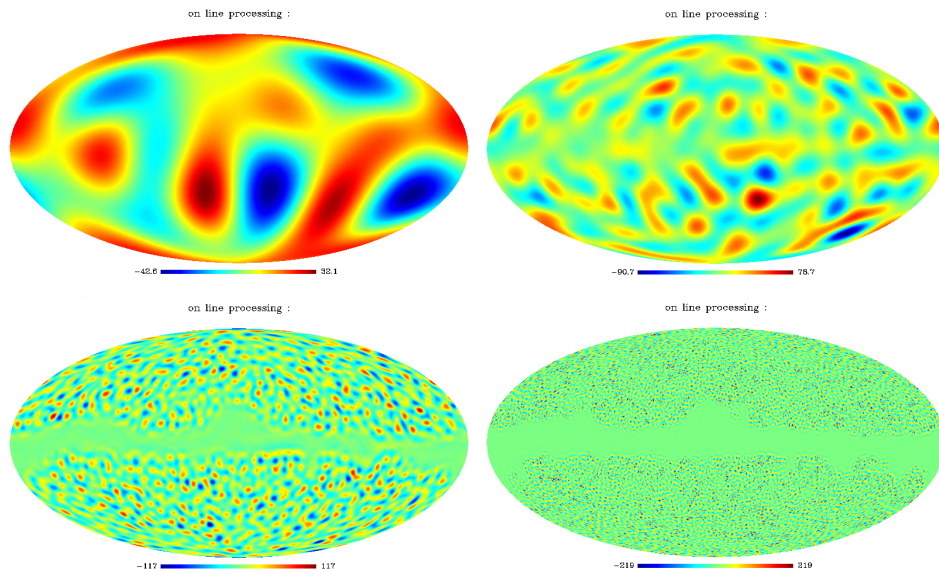 on line processing :
on line processing :
−42.6 32.1
−90.7 78.7
on line processing :
on line processing :
−117 117
−219 219